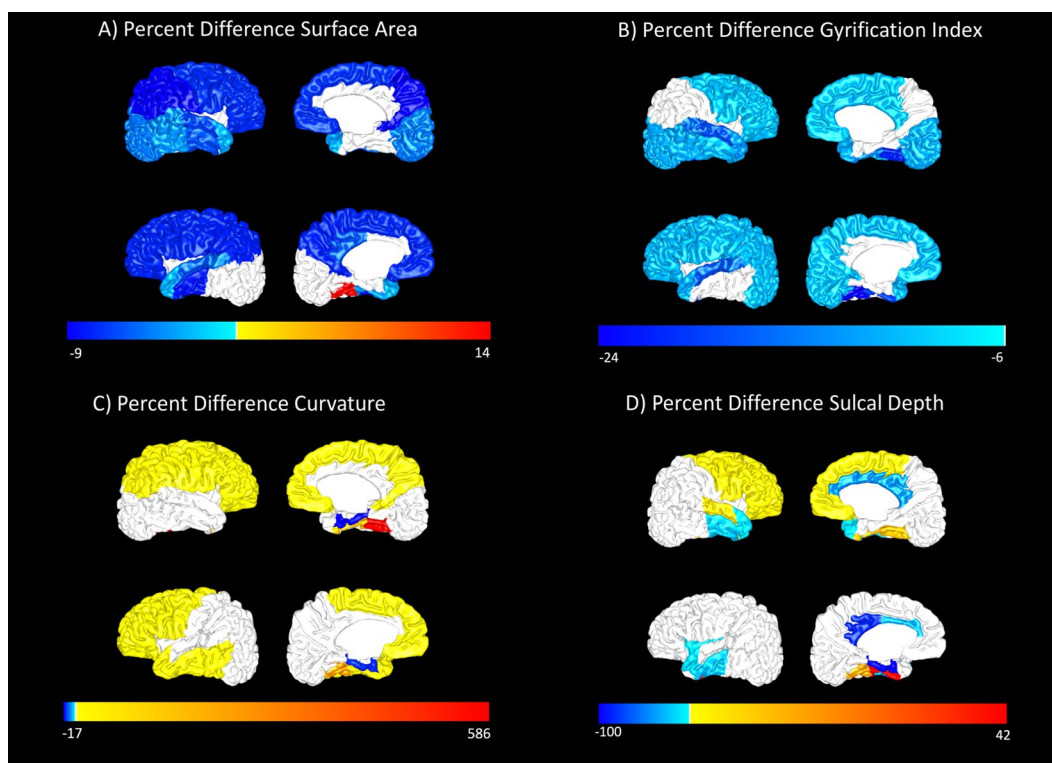 A) Percent Difference Surface Area
B) Percent Difference Gyrification Index
-9
14
-24
-6
C) Percent Difference Curvature
D) Percent Difference Sulcal Depth
-17
586
-100
42